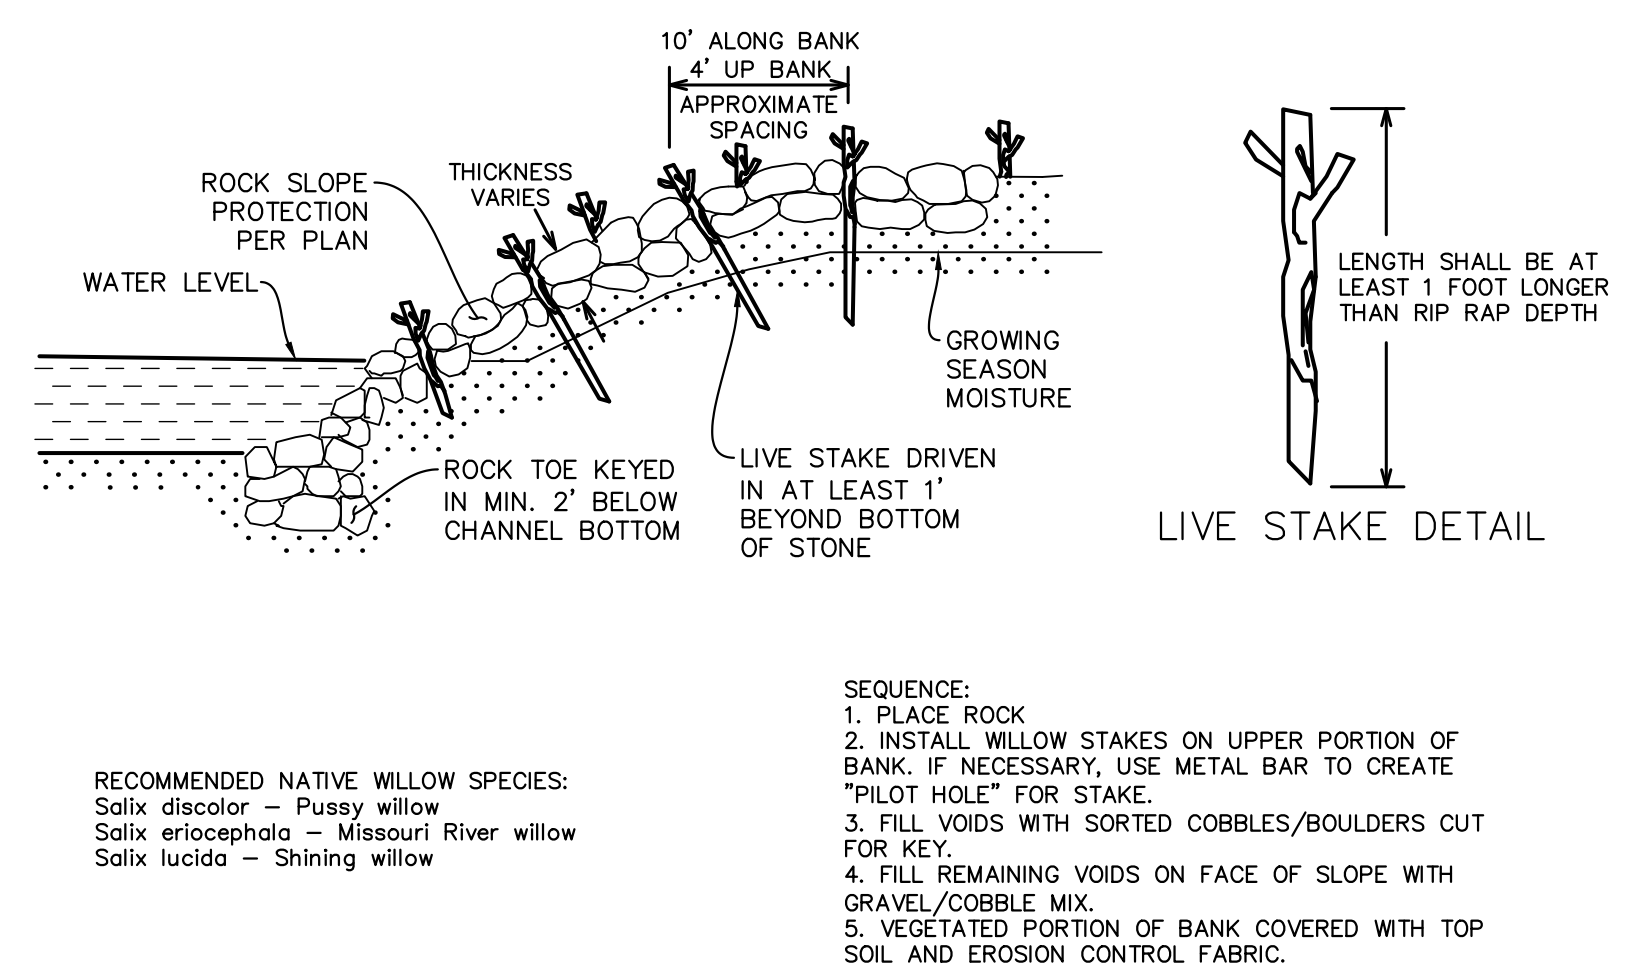 10' ALONG BANK
4' UP BANK
APPROXIMATE
SPACING
THICKNESS
VARIES
ROCK SLOPE
PROTECTION
PER PLAN
WATER LEVEL
GROWING
SEASON
MOISTURE
LIVE STAKE DRIVEN
IN AT LEAST 1'
BEYOND BOTTOM
OF STONE
ROCK TOE KEYED
IN MIN. 2' BELOW
CHANNEL BOTTOM
LENGTH SHALL BE AT
LEAST 1 FOOT LONGER
THAN RIP RAP DEPTH
LIVE STAKE DETAIL
RECOMMENDED NATIVE WILLOW SPECIES:
Salix discolor – Pussy willow
Salix eriocephala – Missouri River willow
Salix lucida – Shining willow
SEQUENCE:
1. PLACE ROCK
2. INSTALL WILLOW STAKES ON UPPER PORTION OF
BANK. IF NECESSARY, USE METAL BAR TO CREATE
"PILOT HOLE" FOR STAKE.
3. FILL VOIDS WITH SORTED COBBLES/BOULDERS CUT
FOR KEY.
4. FILL REMAINING VOIDS ON FACE OF SLOPE WITH
GRAVEL/COBBLE MIX.
5. VEGETATED PORTION OF BANK COVERED WITH TOP
SOIL AND EROSION CONTROL FABRIC.